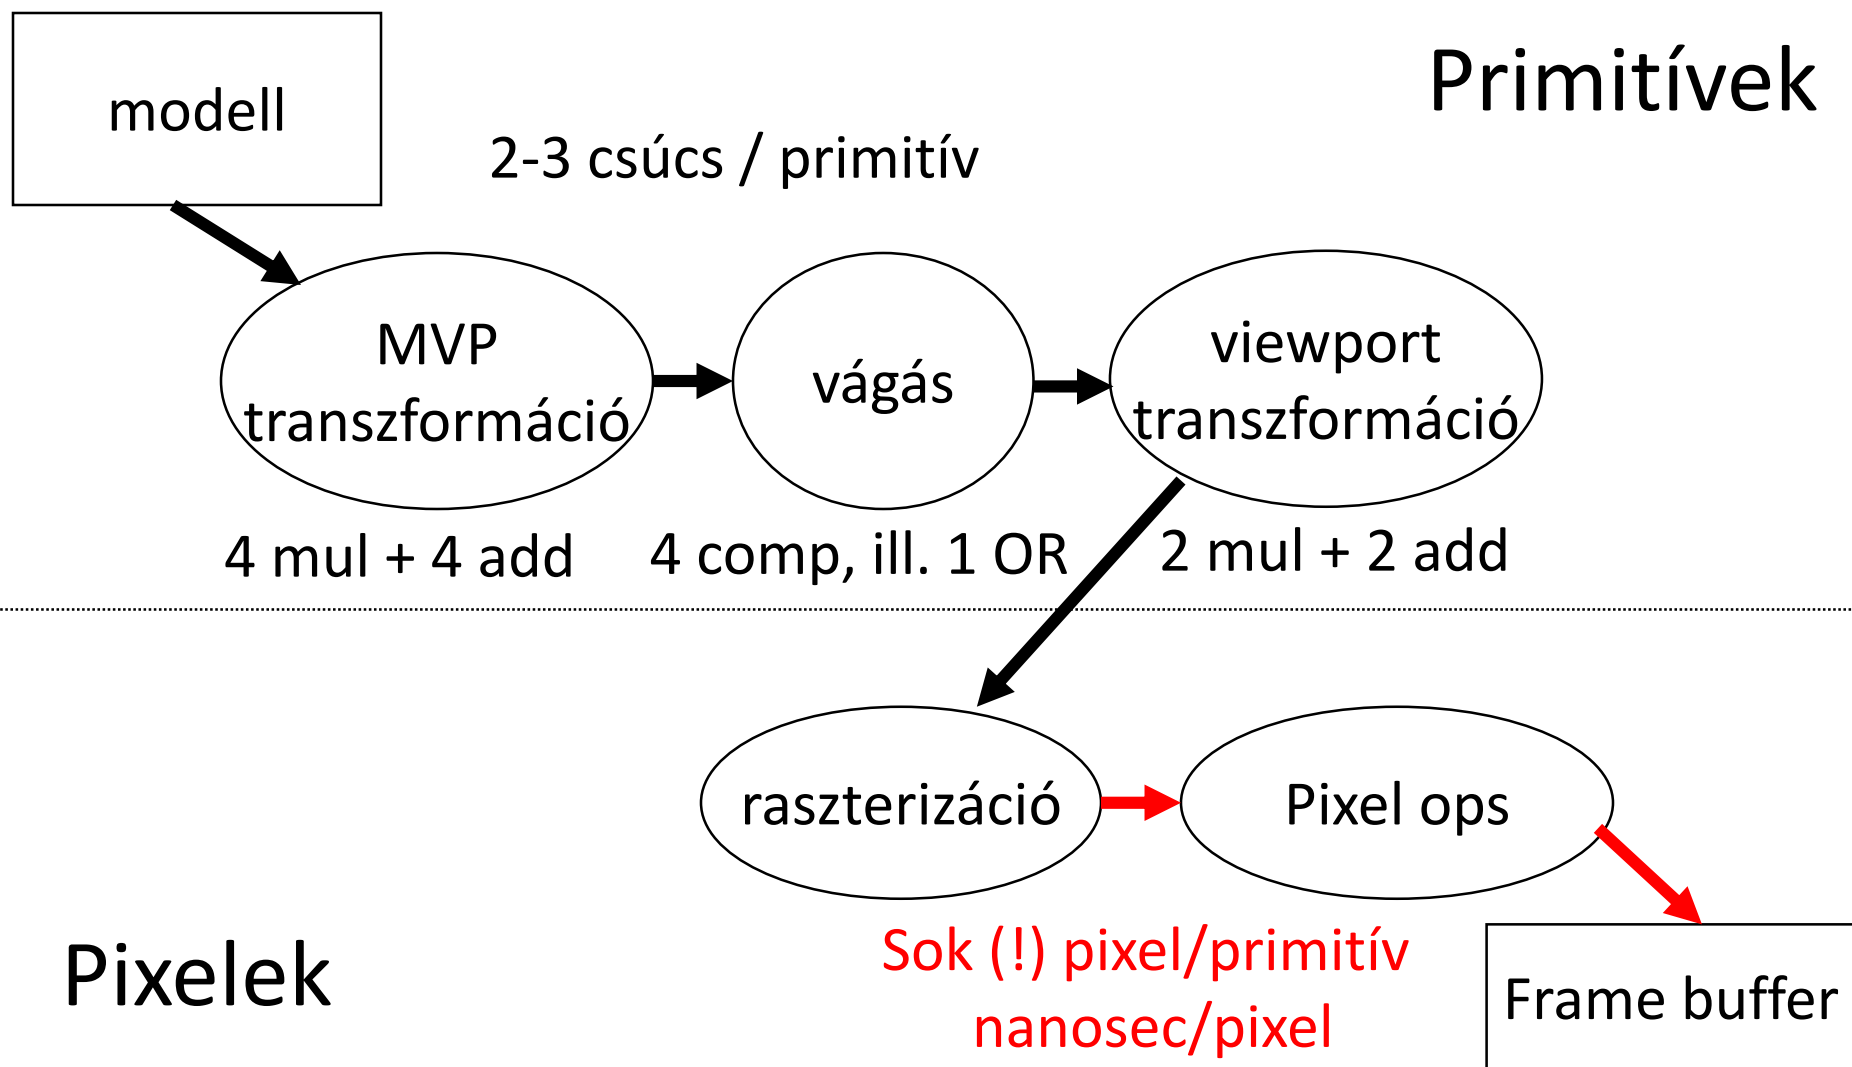 modell
Primitívek
2-3 csúcs / primitív
MVP
transzformáció
vágás
viewport
transzformáció
4 mul + 4 add
4 comp, ill. 1 OR
2 mul + 2 add
raszterizáció
Pixel ops
Pixelek
Sok (!) pixel/primitív
nanosec/pixel
Frame buffer